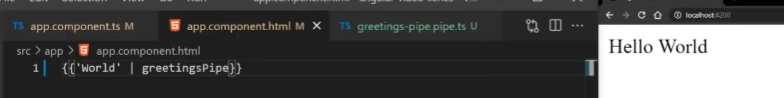 app.component.ts M
app.component.html M
greetings-pipe.pipe.ts U
src > app > app.component.html
1 {{'World' | greetingsPipe}}
localhost:4200
Hello World